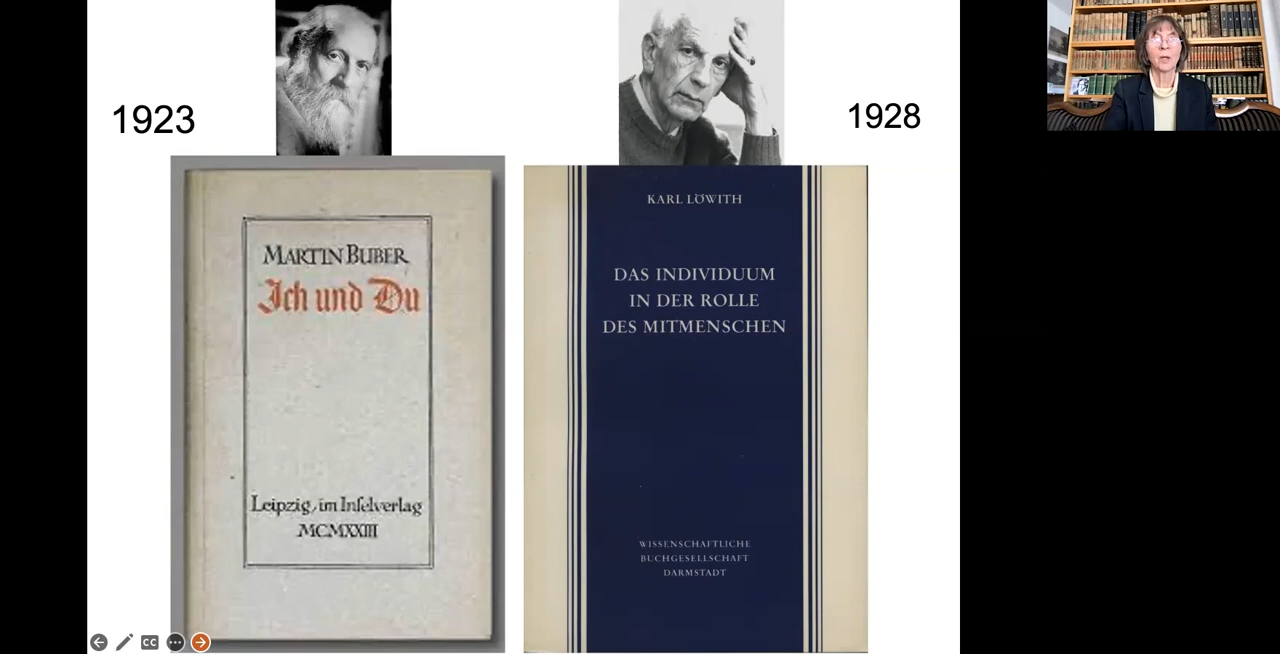 1923
1928
MARTIN BUBER
Ich und Du
Leipzig, im Inselverlag
MCMXXIII
KARL LÖWITH
DAS INDIVIDUUM
IN DER ROLLE
DES MITMENSCHEN
WISSENSCHAFTLICHE
BUCHGESELLSCHAFT
DARMSTADT
CC